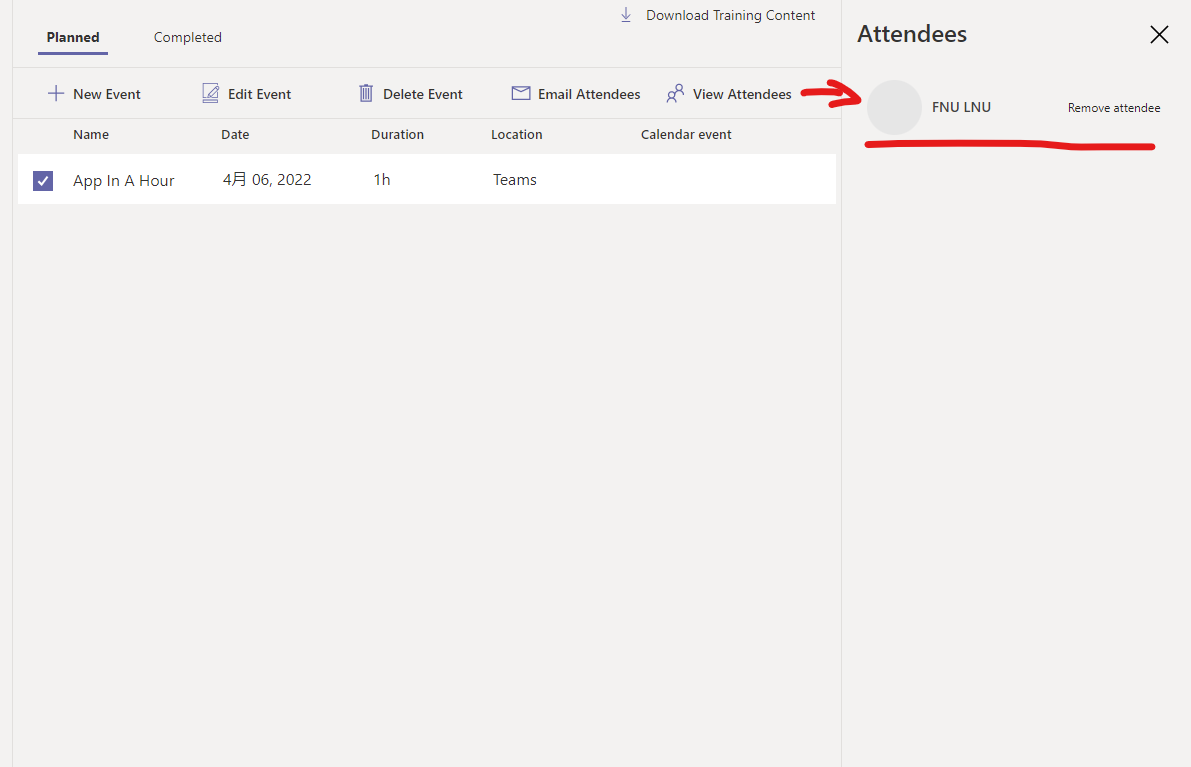 Download Training Content
Planned Completed
New Event Edit Event Delete Event Email Attendees View Attendees
Name Date Duration Location Calendar event
App In A Hour 4月 06, 2022 1h Teams
Attendees
FNU LNU Remove attendee